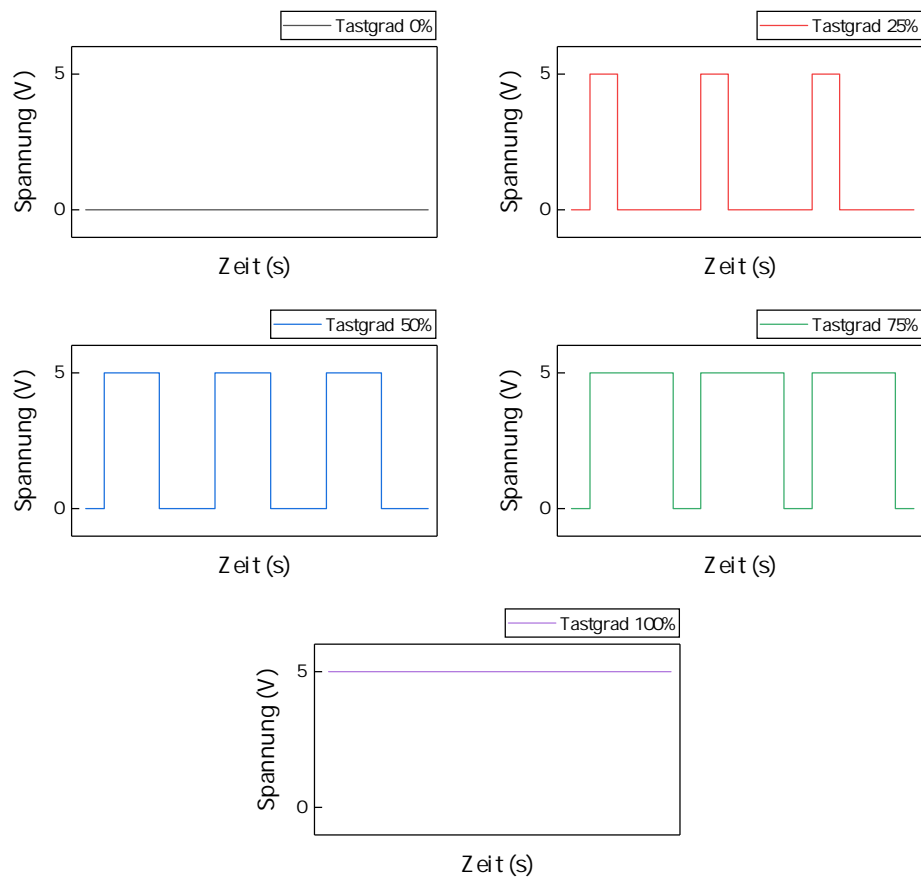 Tastgrad 0%
Spannung (V)
5
0
Zeit (s)
Tastgrad 25%
Spannung (V)
5
0
Zeit (s)
Tastgrad 50%
Spannung (V)
5
0
Zeit (s)
Tastgrad 75%
Spannung (V)
5
0
Zeit (s)
Tastgrad 100%
Spannung (V)
5
0
Zeit (s)